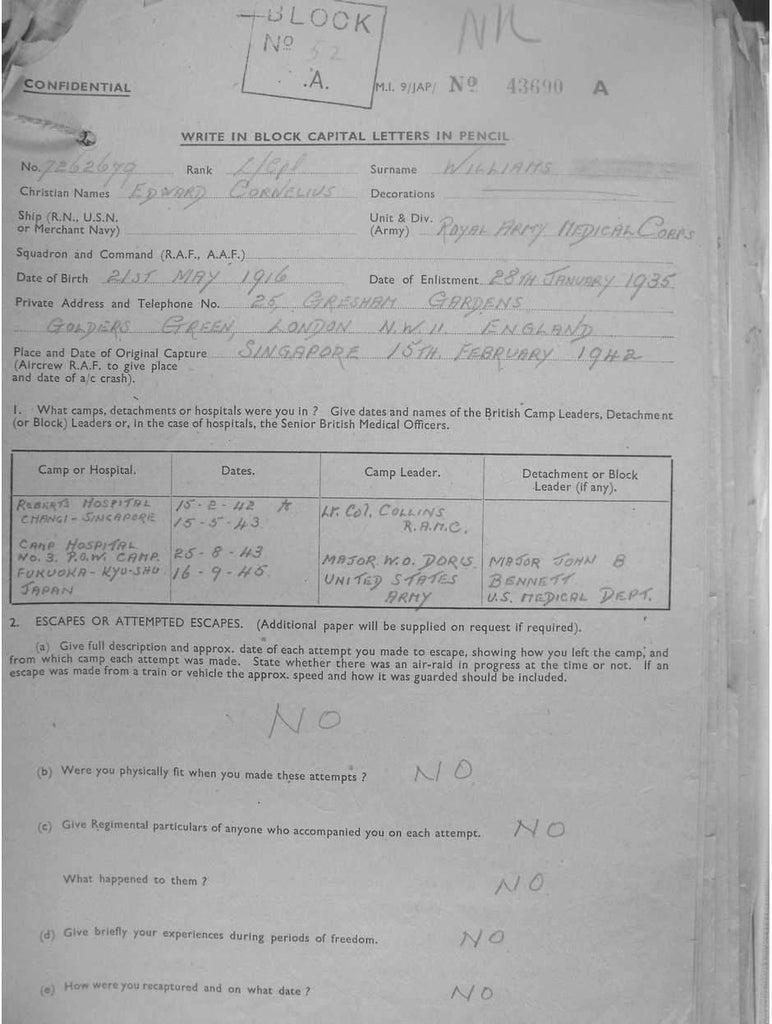 BLOCK
Nº 52
A.
NR
CONFIDENTIAL
M.I. 9/JAP/ Nº 43690 A
WRITE IN BLOCK CAPITAL LETTERS IN PENCIL
No. 7262679 Rank L/Cpl Surname WILLIAMS
Christian Names EDWARD CORNELIUS Decorations
Ship (R.N., U.S.N. or Merchant Navy)
Unit & Div. (Army) ROYAL ARMY MEDICAL CORPS
Squadron and Command (R.A.F., A.A.F.)
Date of Birth 21ST MAY 1916 Date of Enlistment 28TH JANUARY 1935
Private Address and Telephone No. 25, GRESHAM GARDENS
GOLDERS GREEN, LONDON N.W.11 ENGLAND
Place and Date of Original Capture SINGAPORE 15TH. FEBRUARY 1942
(Aircrew R.A.F. to give place
and date of a/c crash).
1. What camps, detachments or hospitals were you in ? Give dates and names of the British Camp Leaders, Detachment
(or Block) Leaders or, in the case of hospitals, the Senior British Medical Officers.
Camp or Hospital. Dates. Camp Leader. Detachment or Block Leader (if any).
ROBERTS HOSPITAL 15-2-42 LT. COL. COLLINS
CHANGI-SINGAPORE 15-5-43 R.A.M.C.
CAMP HOSPITAL
No. 3. P.O.W. CAMP. 25-8-43 MAJOR W.O. DORIS MAJOR JOHN B
FUKUOKA-KYU-SHU 16-9-45. UNITED STATES BENNETT
JAPAN ARMY U.S. MEDICAL DEPT.
2. ESCAPES OR ATTEMPTED ESCAPES. (Additional paper will be supplied on request if required).
(a) Give full description and approx. date of each attempt you made to escape, showing how you left the camp, and
from which camp each attempt was made. State whether there was an air-raid in progress at the time or not. If an
escape was made from a train or vehicle the approx. speed and how it was guarded should be included.
NO
(b) Were you physically fit when you made these attempts ? NO
(c) Give Regimental particulars of anyone who accompanied you on each attempt. NO
What happened to them ? NO
(d) Give briefly your experiences during periods of freedom. NO
(e) How were you recaptured and on what date ? NO